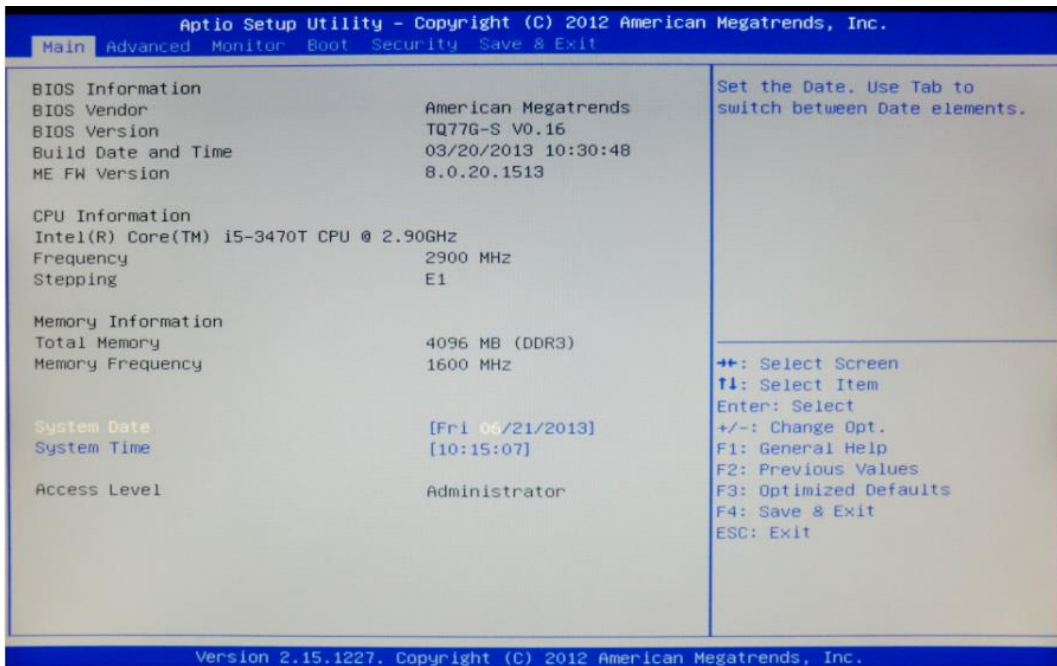 Aptio Setup Utility - Copyright (C) 2012 American Megatrends, Inc.
Main Advanced Monitor Boot Security Save & Exit
BIOS Information
BIOS Vendor American Megatrends
BIOS Version TQ77G-S V0.16
Build Date and Time 03/20/2013 10:30:48
ME FW Version 8.0.20.1513
CPU Information
Intel(R) Core(TM) i5-3470T CPU @ 2.90GHz
Frequency 2900 MHz
Stepping E1
Memory Information
Total Memory 4096 MB (DDR3)
Memory Frequency 1600 MHz
System Date [Fri 06/21/2013]
System Time [10:15:07]
Access Level Administrator
Set the Date. Use Tab to
switch between Date elements.
→←: Select Screen
↑↓: Select Item
Enter: Select
+/-: Change Opt.
F1: General Help
F2: Previous Values
F3: Optimized Defaults
F4: Save & Exit
ESC: Exit
Version 2.15.1227. Copyright (C) 2012 American Megatrends, Inc.